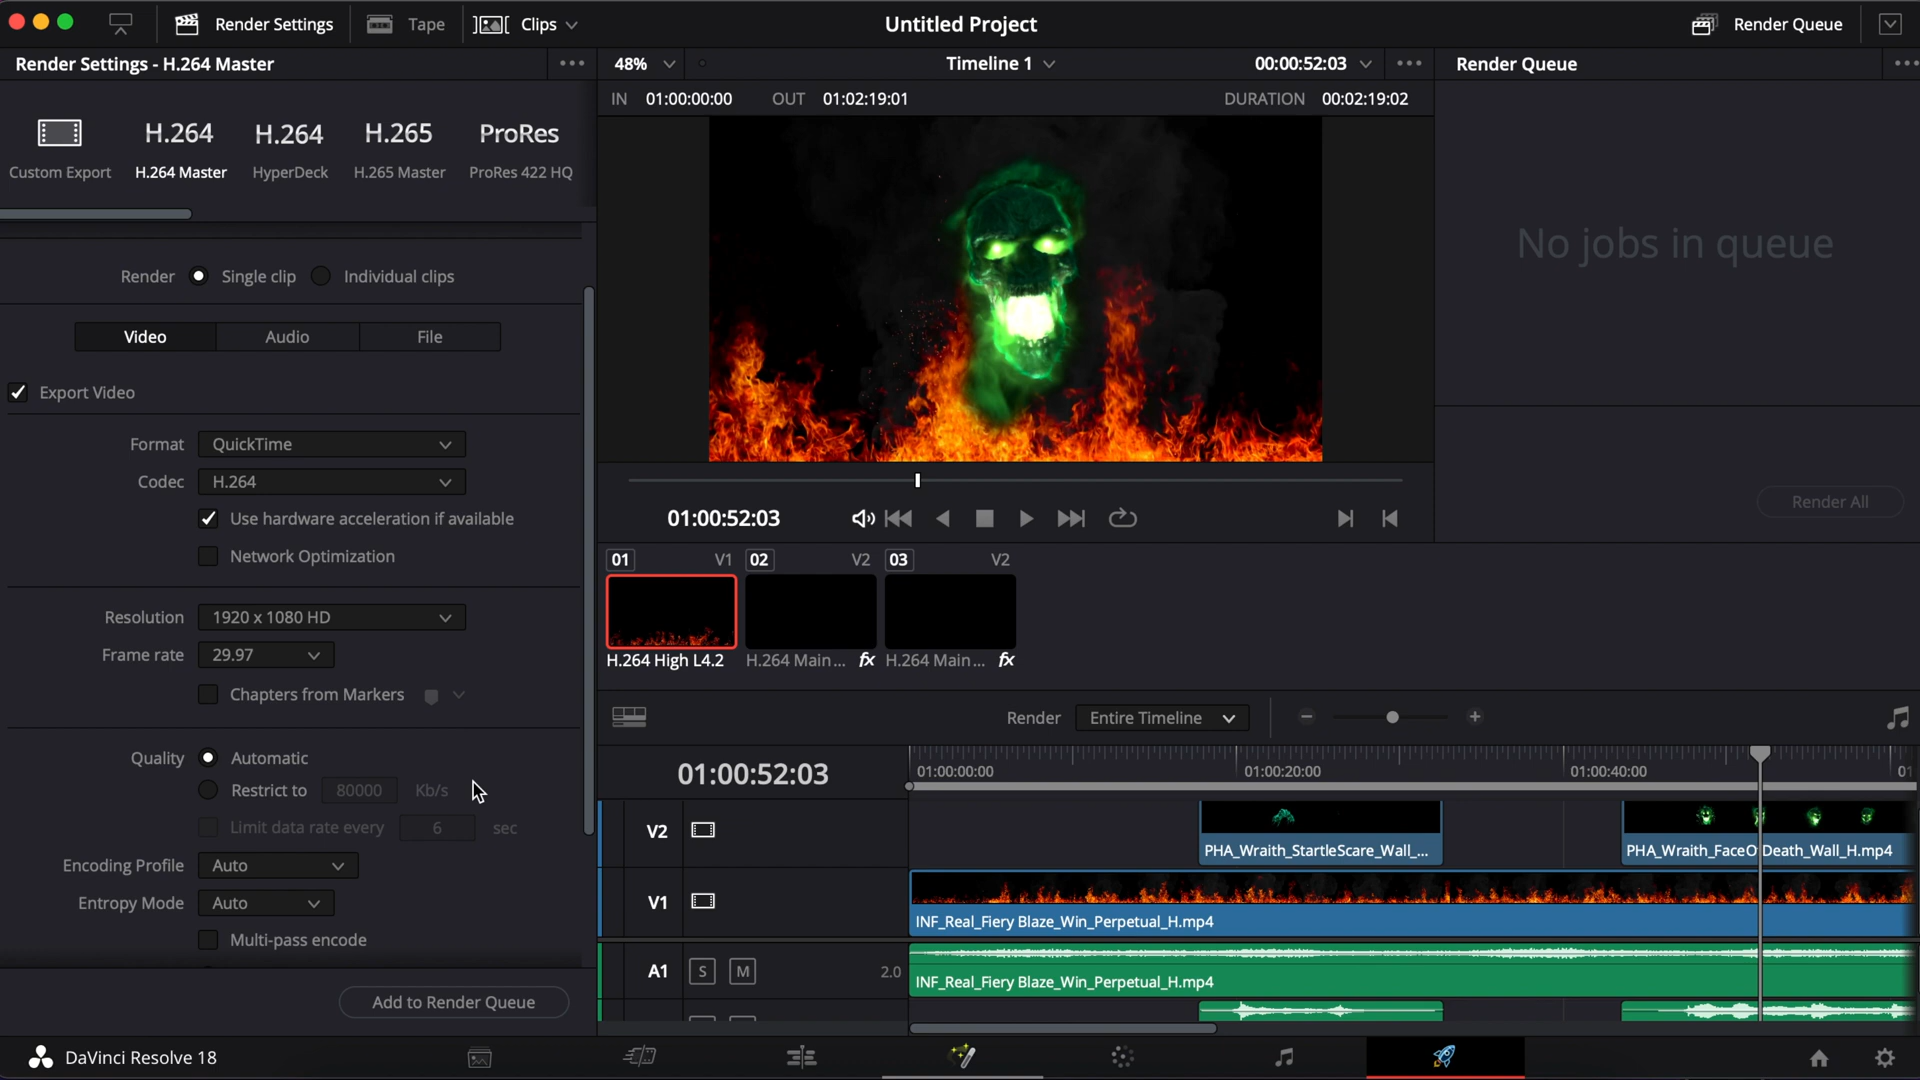 Render Settings
Tape
Clips
Untitled Project
Render Queue
Render Settings - H.264 Master
48%
Timeline 1
00:00:52:03
Render Queue
IN 01:00:00:00 OUT 01:02:19:01
DURATION 00:02:19:02
H.264 H.264 H.265 ProRes
Custom Export H.264 Master HyperDeck H.265 Master ProRes 422 HQ
No jobs in queue
Render Single clip Individual clips
Video Audio File
Export Video
Format QuickTime
Codec H.264
Use hardware acceleration if available
Network Optimization
Resolution 1920 x 1080 HD
Frame rate 29.97
Chapters from Markers
Quality Automatic
Restrict to 80000 Kb/s
Limit data rate every 6 sec
Encoding Profile Auto
Entropy Mode Auto
Multi-pass encode
Add to Render Queue
01:00:52:03
Render All
01 V1 02 V2 03 V2
H.264 High L4.2 H.264 Main... fx H.264 Main... fx
Render Entire Timeline
01:00:52:03
01:00:00:00 01:00:20:00 01:00:40:00 01
V2
PHA_Wraith_StartleScare_Wall_...
PHA_Wraith_FaceO Death_Wall_H.mp4
V1
INF_Real_Fiery Blaze_Win_Perpetual_H.mp4
A1 S M 2.0
INF_Real_Fiery Blaze_Win_Perpetual_H.mp4
DaVinci Resolve 18